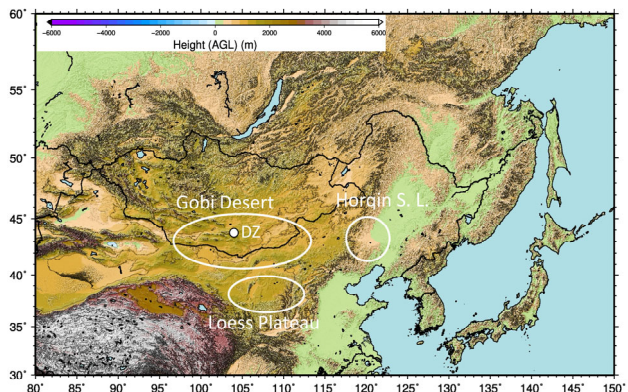 60
-6000 -4000 -2000 0 2000 4000 6000
Height (AGL) (m)
55
50
Gobi Desert Horqin S. L.
45
DZ
40
Loess Plateau
35
30
80 85 90 95 100 105 110 115 120 125 130 135 140 145 150